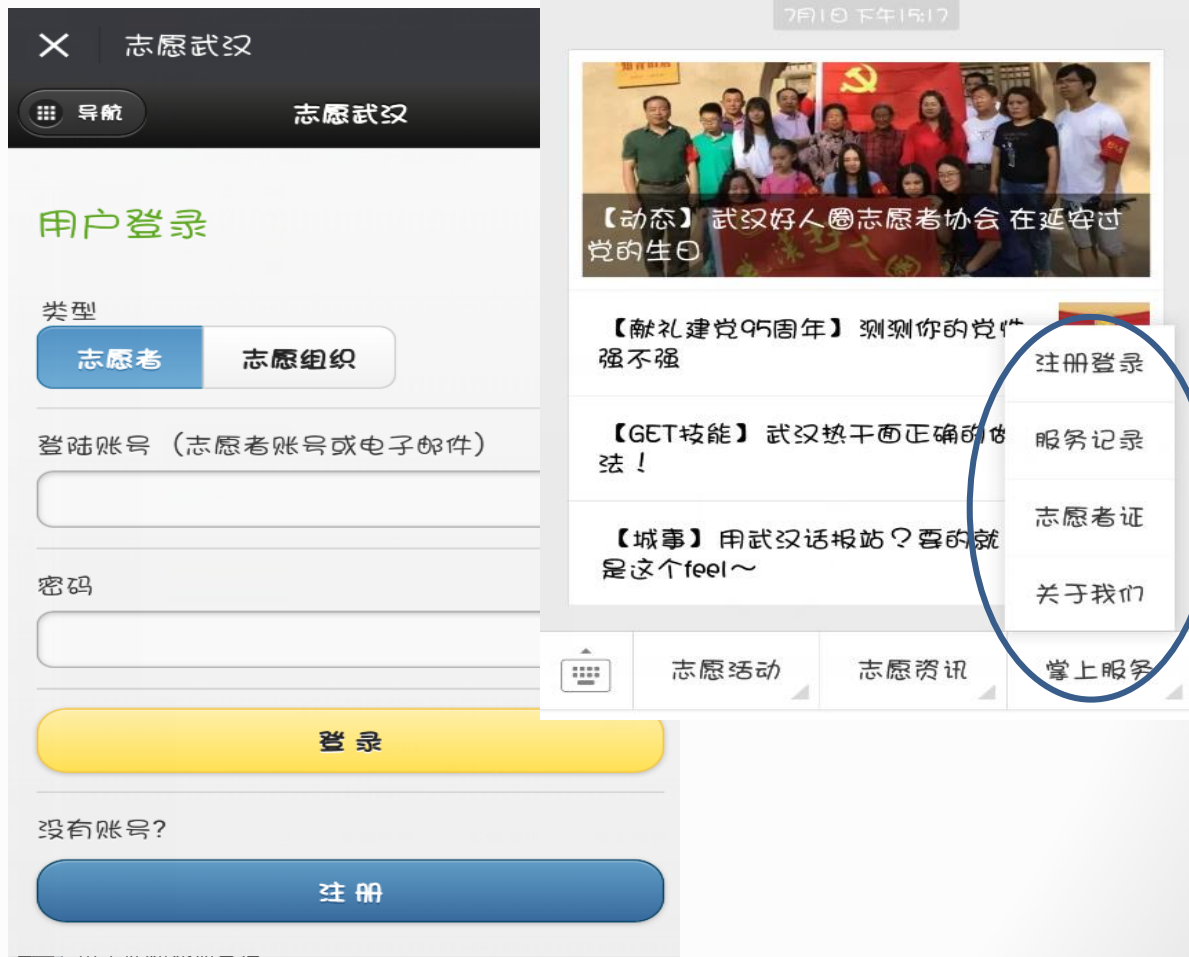 志愿武汉
导航
志愿武汉
用户登录
类型
志愿者
志愿组织
登陆账号（志愿者账号或电子邮件）
密码
登 录
没有账号?
注 册
7月1日 下午15:17
【动态】武汉好人圈志愿者协会 在延安过
党的生日
【献礼建党95周年】测测你的党性
强不强
【GET技能】武汉热干面正确的做
法！
【城事】用武汉话报站？要的就
是这个feel～
注册登录
服务记录
志愿者证
关于我们
志愿活动
志愿资讯
掌上服务